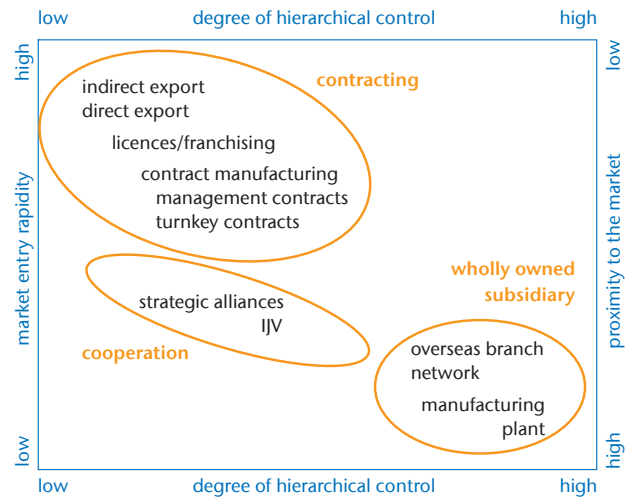 low degree of hierarchical control high
high
low
indirect export
direct export
contracting
licences/franchising
contract manufacturing
management contracts
turnkey contracts
market entry rapidity
proximity to the market
wholly owned
subsidiary
strategic alliances
IJV
cooperation
overseas branch
network
manufacturing
plant
low
high
low degree of hierarchical control high